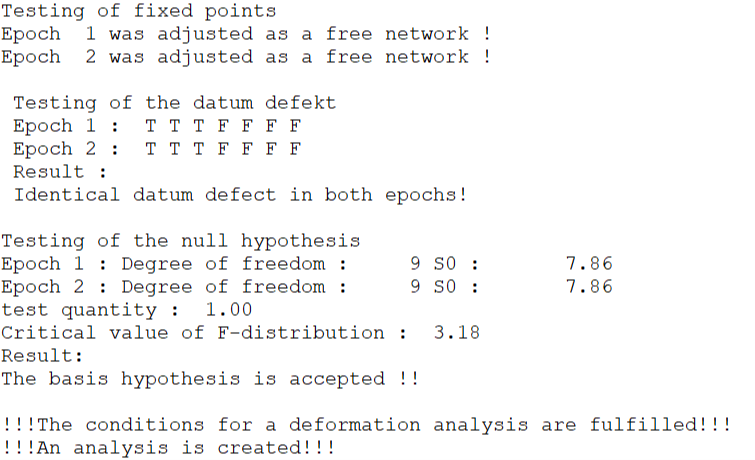 Testing of fixed points
Epoch  1 was adjusted as a free network !
Epoch  2 was adjusted as a free network !
Testing of the datum defekt
Epoch 1 :  T T T F F F F
Epoch 2 :  T T T F F F F
Result :
Identical datum defect in both epochs!
Testing of the null hypothesis
Epoch 1 : Degree of freedom :     9 S0 :       7.86
Epoch 2 : Degree of freedom :     9 S0 :       7.86
test quantity :  1.00
Critical value of F-distribution :  3.18
Result:
The basis hypothesis is accepted !!
!!!The conditions for a deformation analysis are fulfilled!!!
!!!An analysis is created!!!